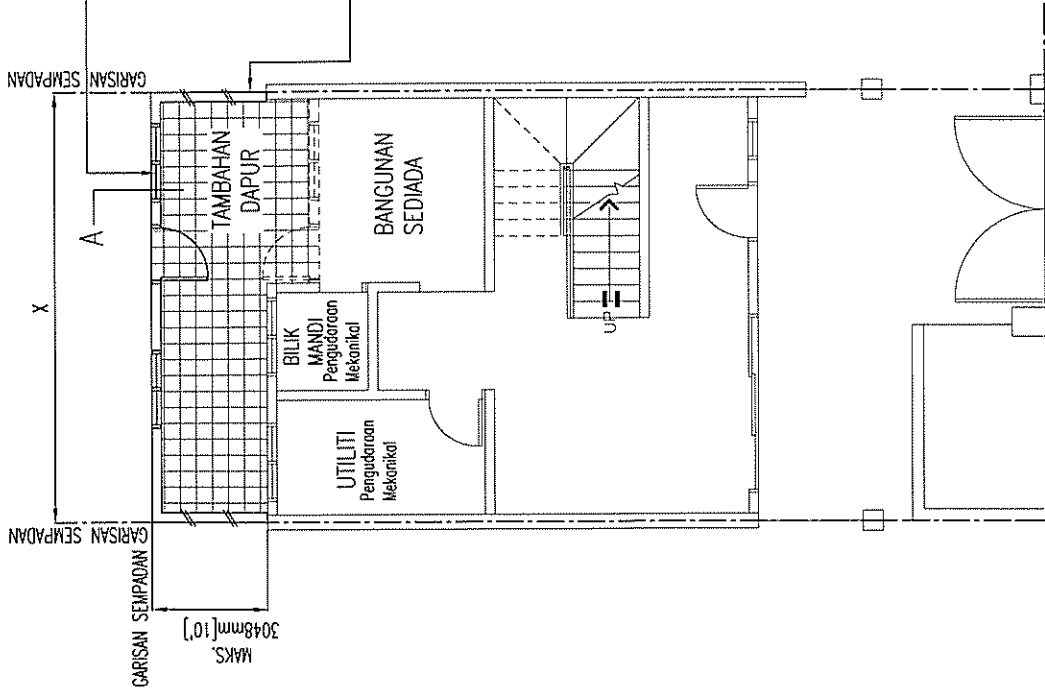 GARISAN SEMPADAN
X
A
TAMBAHAN
DAPUR
BANGUNAN
SEDIADA
BILIK
MANDI
Pengudaraan
Mekanikal
UTILITI
Pengudaraan
Mekanikal
UP
GARISAN SEMPADAN
GARISAN SEMPADAN
MAKS.
3048mm[10']